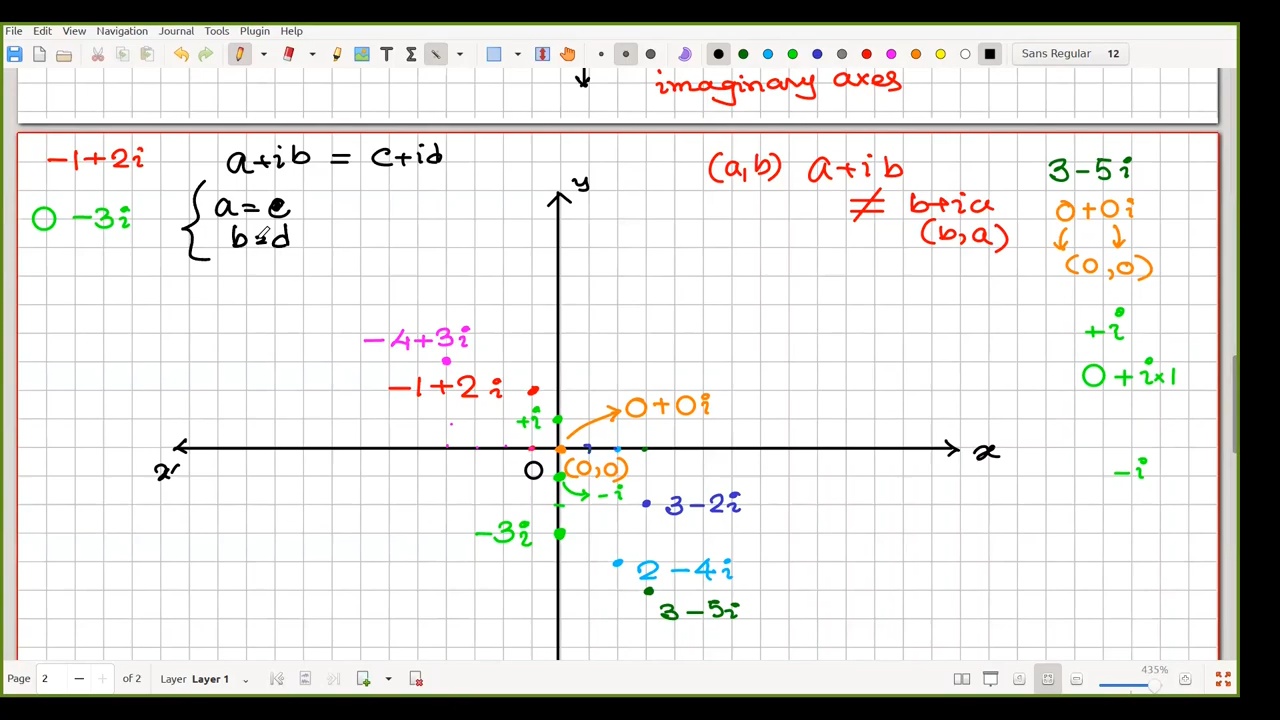 File Edit View Navigation Journal Tools Plugin Help
Sans Regular 12
imaginary axes
-1+2i
a+ib = c+id
(a,b) a+ib
3-5i
0 -3i
a=c
b=d
≠ b+ia
(b,a)
0+0i
(0,0)
y
-4+3i
+i
-1+2i
0+i×1
+i
0+0i
x'
O
(0,0)
x
-i
-i
3-2i
-3i
2-4i
3-5i
Page 2 of 2 Layer Layer 1
435%